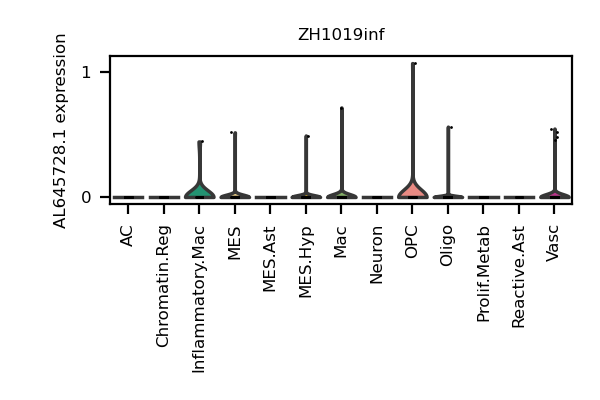 ZH1019inf
AL645728.1 expression
1
0
AC
Chromatin.Reg
Inflammatory.Mac
MES
MES.Ast
MES.Hyp
Mac
Neuron
OPC
Oligo
Prolif.Metab
Reactive.Ast
Vasc